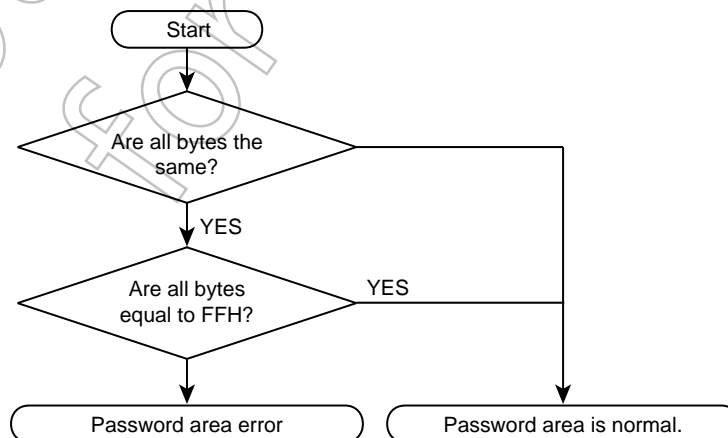 Start
Are all bytes the
same?
YES
Are all bytes
equal to FFH?
YES
Password area error
Password area is normal.